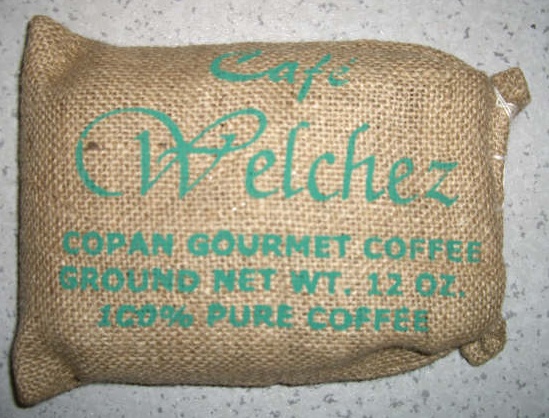 Café
Welchez
COPAN GOURMET COFFEE
GROUND NET WT. 12 OZ.
100% PURE COFFEE